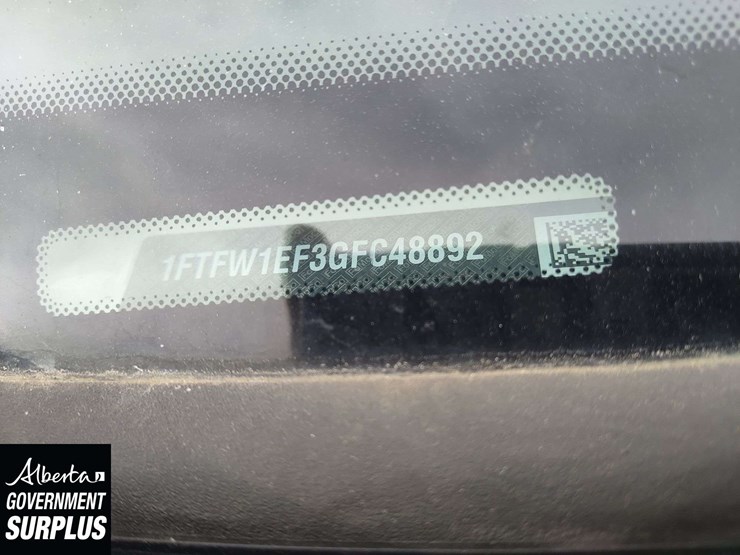 1FTFW1EF3GFC48892
Alberta
GOVERNMENT
SURPLUS